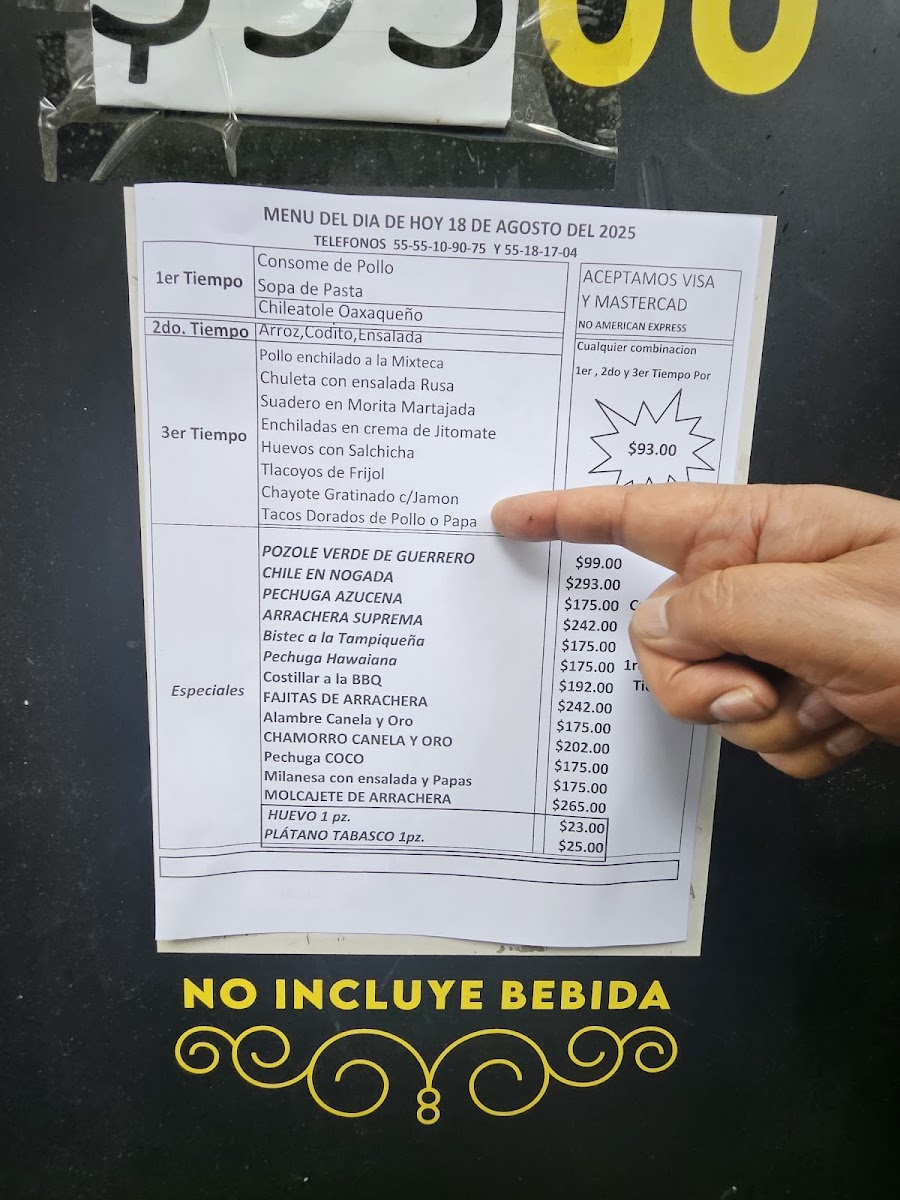 MENU DEL DIA DE HOY 18 DE AGOSTO DEL 2025
TELEFONOS 55-55-10-90-75 Y 55-18-17-04
1er Tiempo
Consome de Pollo
Sopa de Pasta
Chileatole Oaxaqueño
2do. Tiempo
Arroz,Codito,Ensalada
3er Tiempo
Pollo enchilado a la Mixteca
Chuleta con ensalada Rusa
Suadero en Morita Martajada
Enchiladas en crema de Jitomate
Huevos con Salchicha
Tlacoyos de Frijol
Chayote Gratinado c/Jamon
Tacos Dorados de Pollo o Papa
ACEPTAMOS VISA
Y MASTERCAD
NO AMERICAN EXPRESS
Cualquier combinacion
1er , 2do y 3er Tiempo Por
$93.00
Especiales
POZOLE VERDE DE GUERRERO $99.00
CHILE EN NOGADA $293.00
PECHUGA AZUCENA $175.00
ARRACHERA SUPREMA $242.00
Bistec a la Tampiqueña $175.00
Pechuga Hawaiana $175.00
Costillar a la BBQ $192.00
FAJITAS DE ARRACHERA $242.00
Alambre Canela y Oro $175.00
CHAMORRO CANELA Y ORO $202.00
Pechuga COCO $175.00
Milanesa con ensalada y Papas $175.00
MOLCAJETE DE ARRACHERA $265.00
HUEVO 1 pz. $23.00
PLÁTANO TABASCO 1pz. $25.00
NO INCLUYE BEBIDA